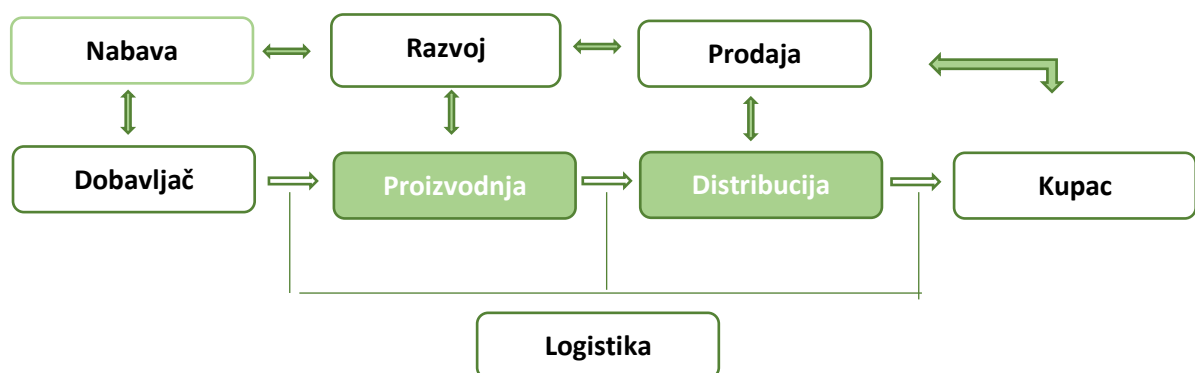 Nabava
Razvoj
Prodaja
Dobavljač
Proizvodnja
Distribucija
Kupac
Logistika